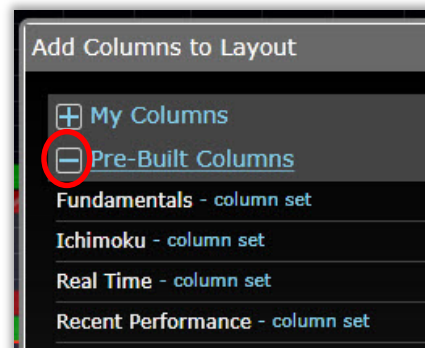 Add Columns to Layout
My Columns
Pre-Built Columns
Fundamentals - column set
Ichimoku - column set
Real Time - column set
Recent Performance - column set